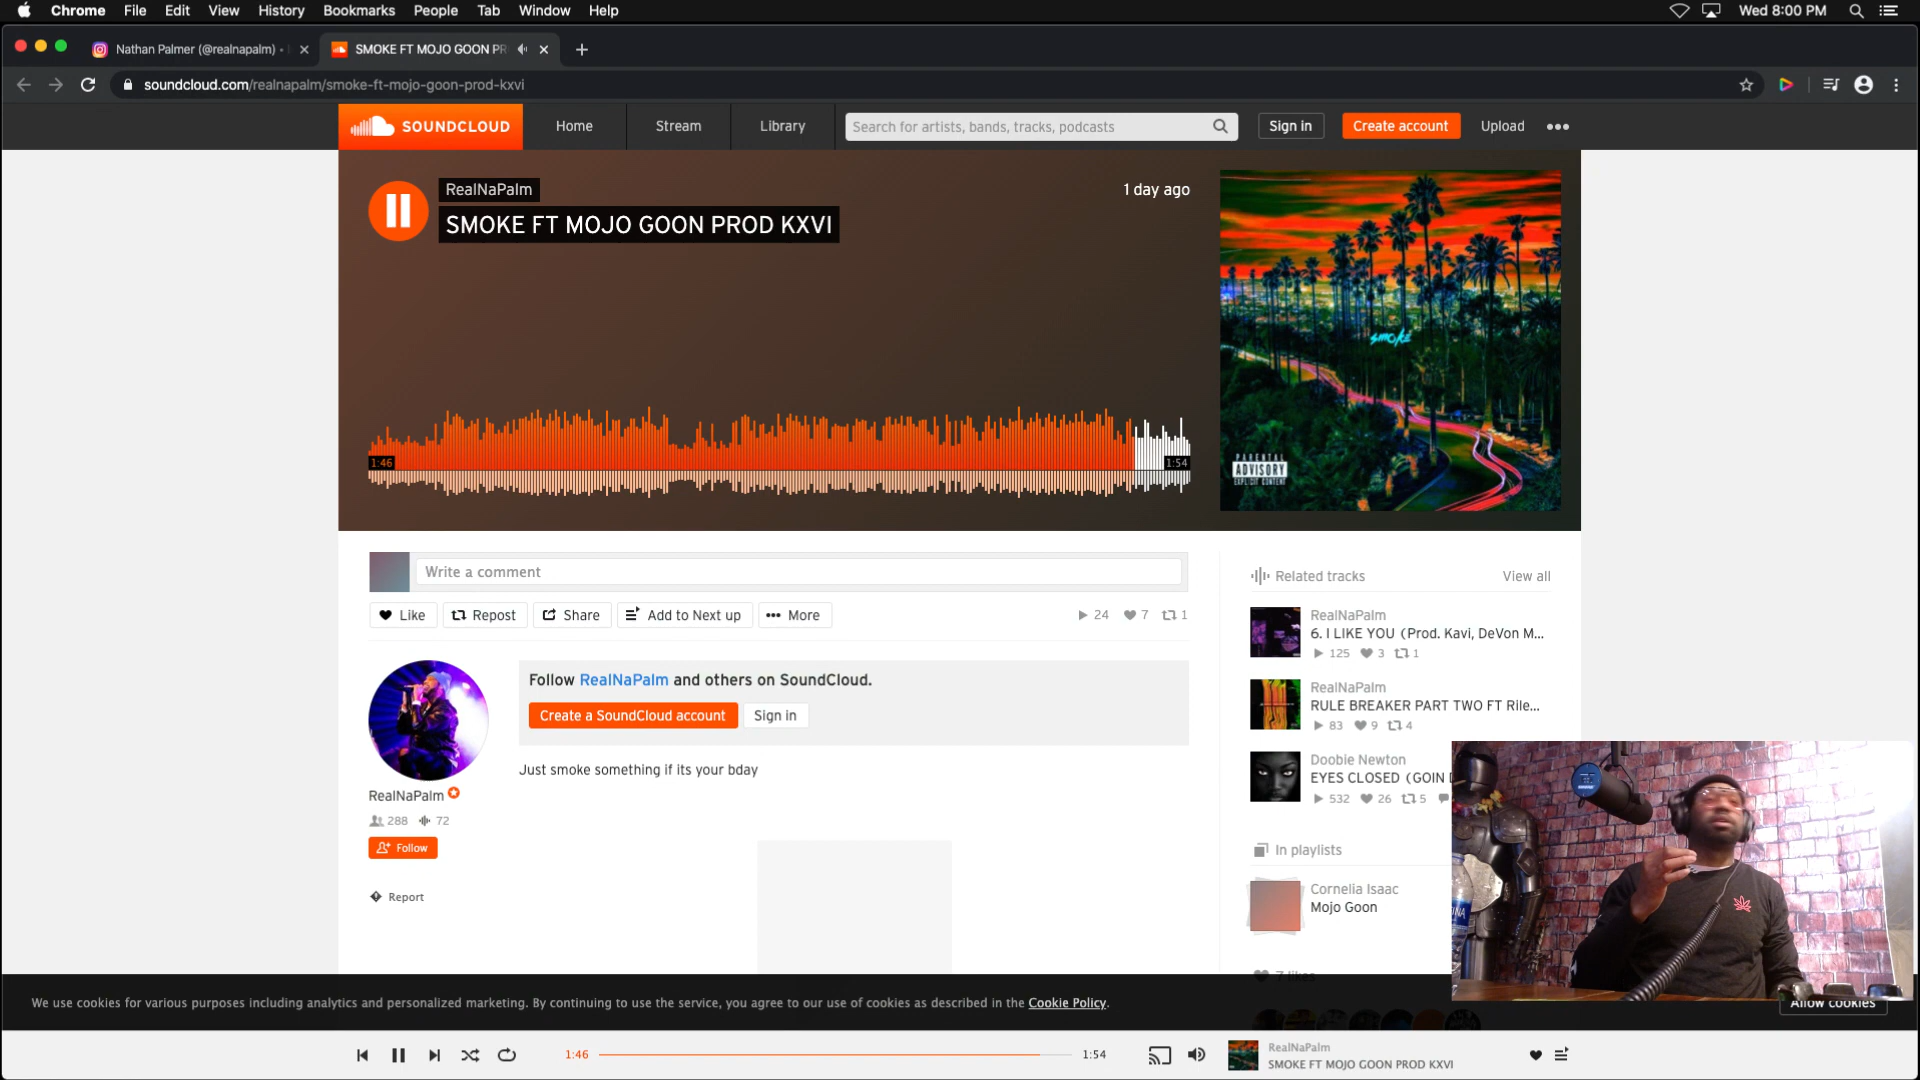 Chrome File Edit View History Bookmarks People Tab Window Help
Wed 8:00 PM
Nathan Palmer (@realnapalm) •
SMOKE FT MOJO GOON PR
soundcloud.com/realnapalm/smoke-ft-mojo-goon-prod-kxvi
SOUNDCLOUD
Home
Stream
Library
Search for artists, bands, tracks, podcasts
Sign in
Create account
Upload
RealNaPalm
1 day ago
SMOKE FT MOJO GOON PROD KXVI
smoke
1:46
1:54
PARENTAL
ADVISORY
EXPLICIT CONTENT
Write a comment
Like
Repost
Share
Add to Next up
More
24
7
1
Follow RealNaPalm and others on SoundCloud.
Create a SoundCloud account
Sign in
Just smoke something if its your bday
RealNaPalm
288
72
Follow
Report
Related tracks
View all
RealNaPalm
6. I LIKE YOU (Prod. Kavi, DeVon M...
125
3
1
RealNaPalm
RULE BREAKER PART TWO FT Rile...
83
9
4
Doobie Newton
EYES CLOSED (GOIN
532
26
5
In playlists
Cornelia Isaac
Mojo Goon
7 likes
We use cookies for various purposes including analytics and personalized marketing. By continuing to use the service, you agree to our use of cookies as described in the Cookie Policy.
Allow cookies
1:46
1:54
RealNaPalm
SMOKE FT MOJO GOON PROD KXVI